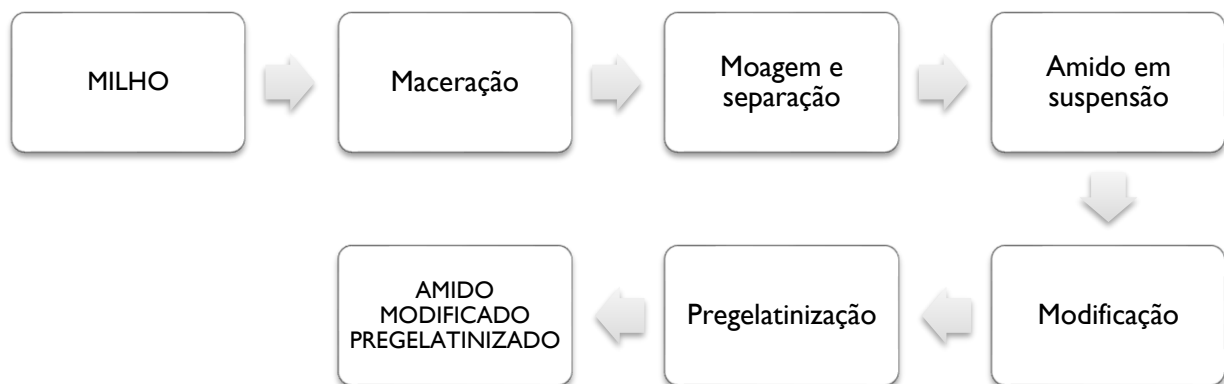 MILHO
Maceração
Moagem e
separação
Amido em
suspensão
Modificação
Pregelatinização
AMIDO
MODIFICADO
PREGELATINIZADO